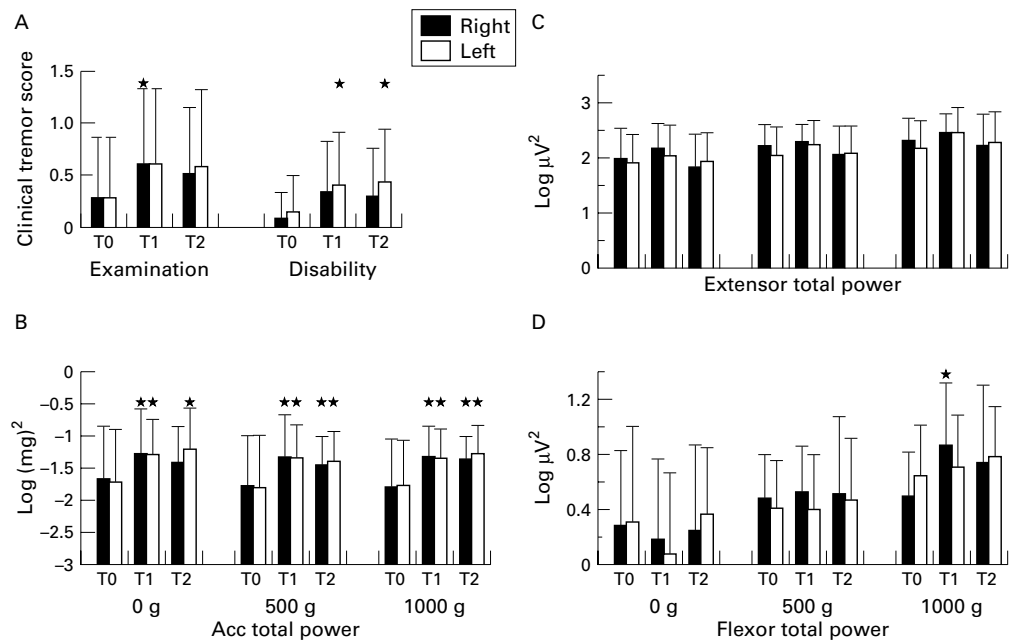 A
Right
Left
Clinical tremor score
1.5
1.0
0.5
0
T0 T1 T2 T0 T1 T2
Examination Disability
C
Log μV²
3
2
1
0
Extensor total power
B
Log (mg)²
0
−0.5
−1
−1.5
−2
−3
T0 T1 T2 T0 T1 T2 T0 T1 T2
0 g 500 g 1000 g
Acc total power
D
Log μV²
1.2
0.8
0.4
0
T0 T1 T2 T0 T1 T2 T0 T1 T2
0 g 500 g 1000 g
Flexor total power